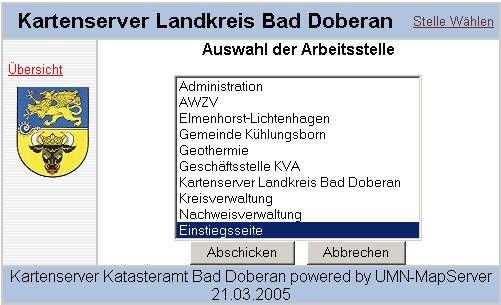 Kartenserver Landkreis Bad Doberan
Stelle Wählen
Auswahl der Arbeitsstelle
Übersicht
Administration
AWZV
Elmenhorst-Lichtenhagen
Gemeinde Kühlungsborn
Geothermie
Geschäftsstelle KVA
Kartenserver Landkreis Bad Doberan
Kreisverwaltung
Nachweisverwaltung
Einstiegsseite
Abschicken
Abbrechen
Kartenserver Katasteramt Bad Doberan powered by UMN-MapServer
21.03.2005